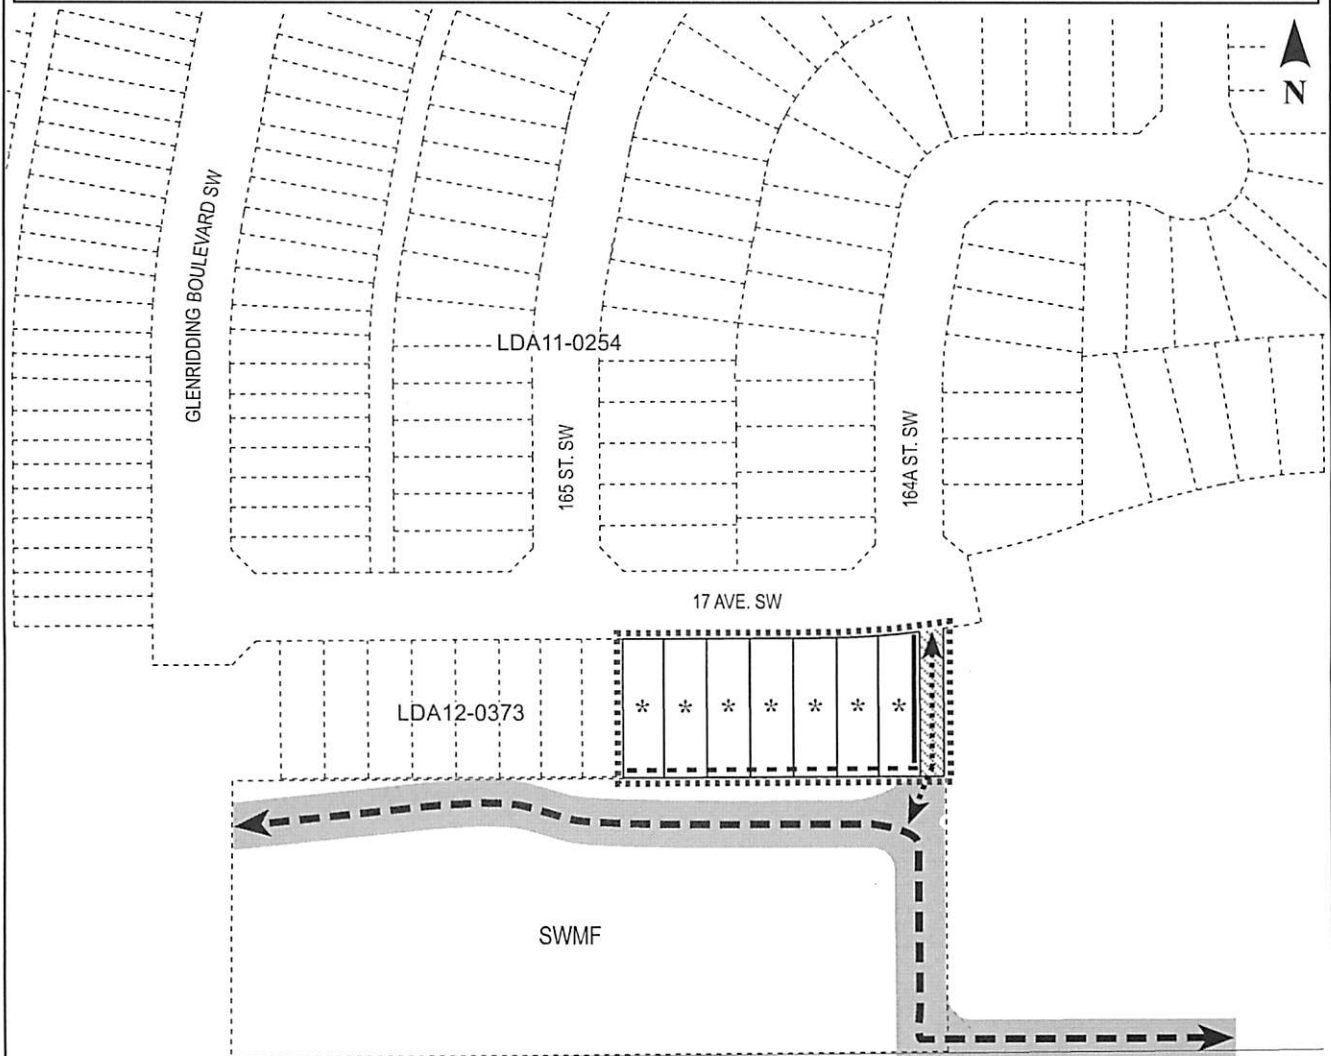 N
GLENRIDDING BOULEVARD SW
LDA11-0254
165 ST. SW
164A ST. SW
17 AVE. SW
LDA12-0373
* * * * * * *
SWMF